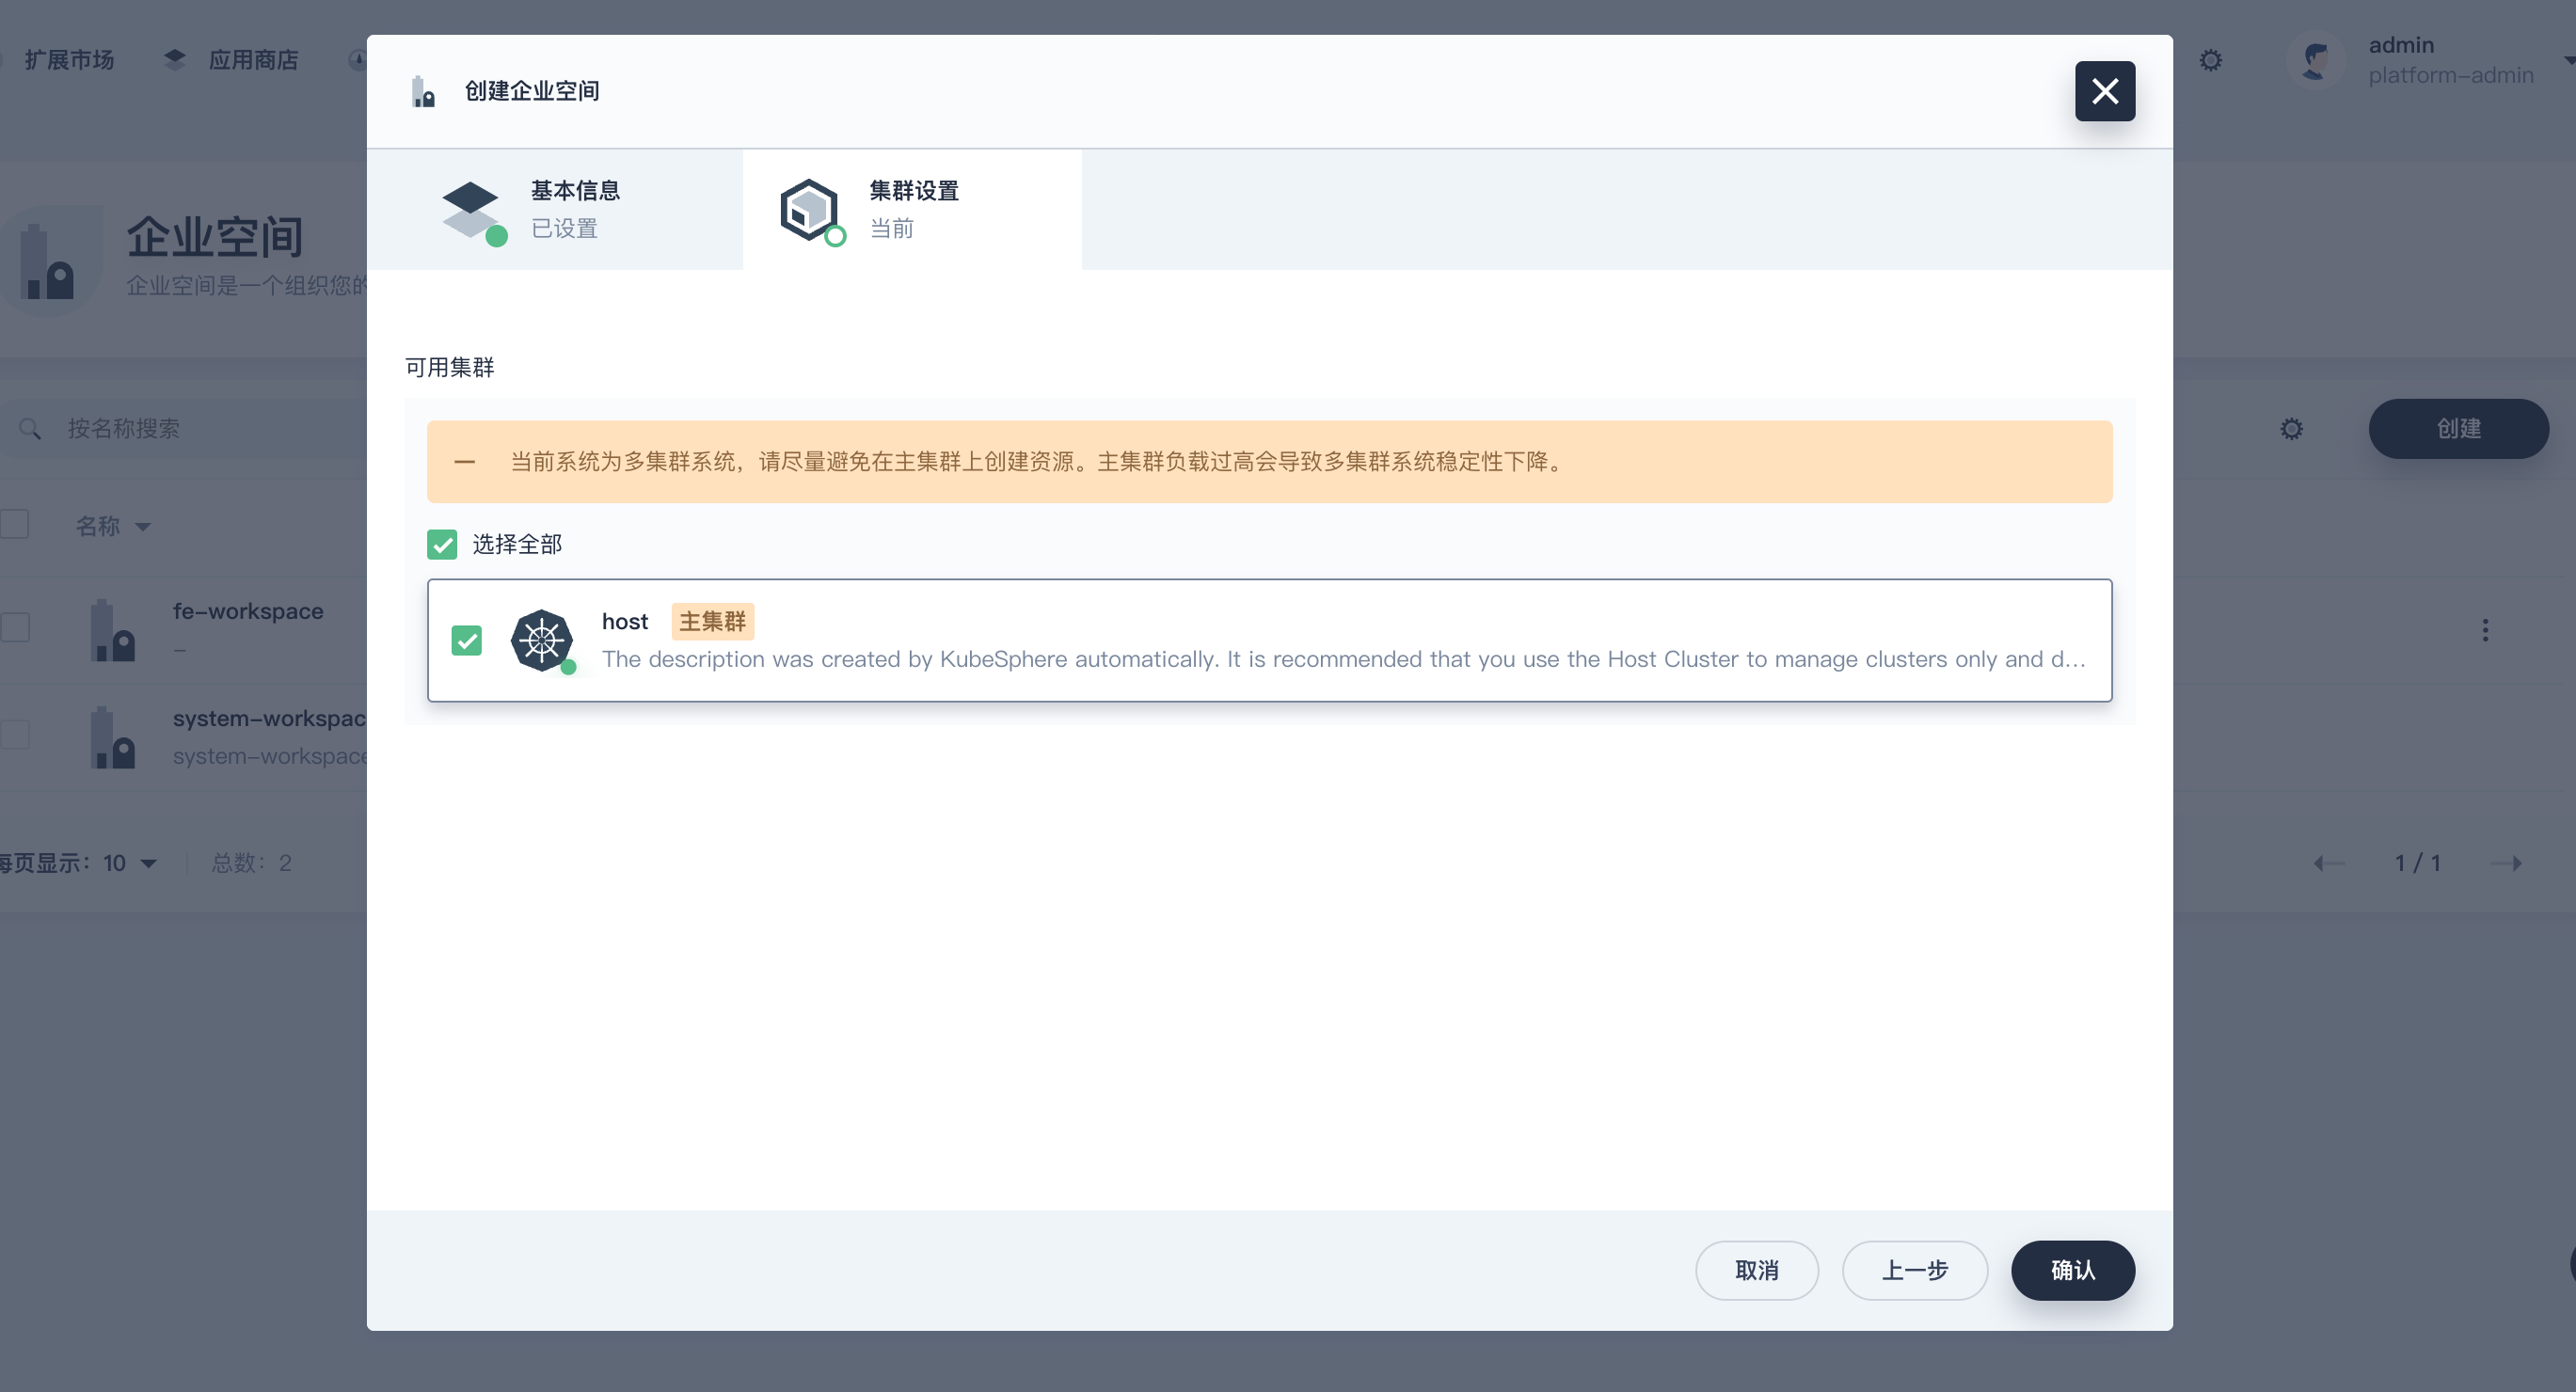 扩展市场
应用商店
admin
platform-admin
企业空间
企业空间是一个组织您的
按名称搜索
创建
名称
fe-workspace
–
system-workspac
system-workspace
每页显示：10
总数：2
1 / 1
创建企业空间
基本信息
已设置
集群设置
当前
可用集群
当前系统为多集群系统，请尽量避免在主集群上创建资源。主集群负载过高会导致多集群系统稳定性下降。
选择全部
host 主集群
The description was created by KubeSphere automatically. It is recommended that you use the Host Cluster to manage clusters only and d...
取消
上一步
确认